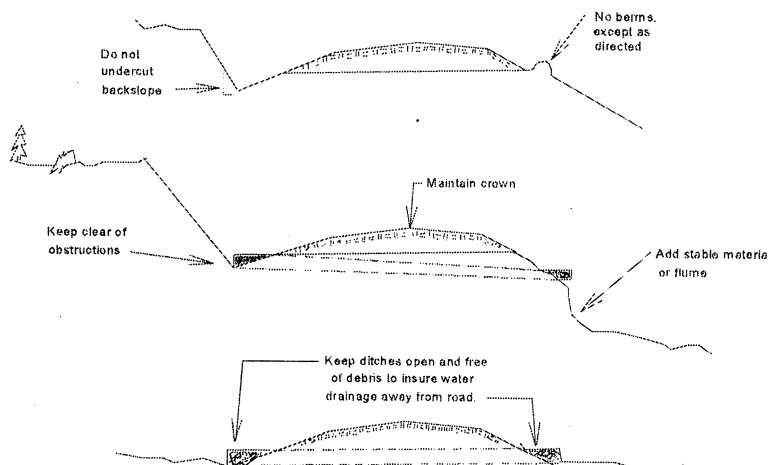 No berms,
except as
directed
Do not
undercut
backslope
Maintain crown
Keep clear of
obstructions
Add stable materia
or flume
Keep ditches open and free
of debris to insure water
drainage away from road.